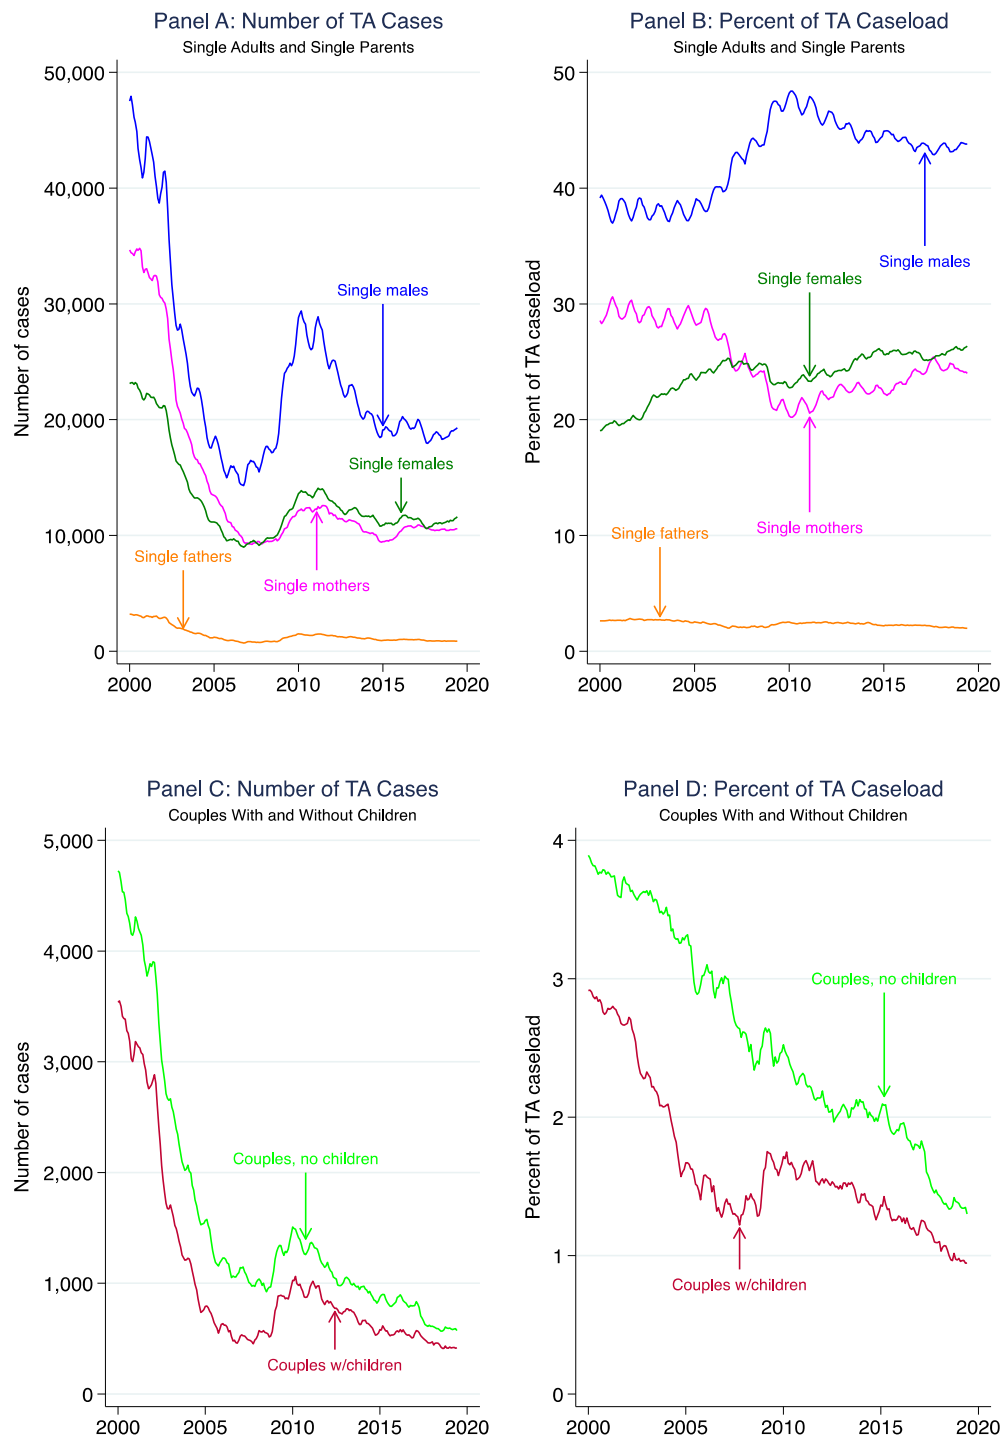 Panel A: Number of TA Cases
Single Adults and Single Parents
50,000
40,000
30,000
20,000
10,000
0
Number of cases
Single males
Single females
Single fathers
Single mothers
2000 2005 2010 2015 2020
Panel B: Percent of TA Caseload
Single Adults and Single Parents
50
40
30
20
10
0
Percent of TA caseload
Single males
Single females
Single mothers
Single fathers
2000 2005 2010 2015 2020
Panel C: Number of TA Cases
Couples With and Without Children
5,000
4,000
3,000
2,000
1,000
0
Number of cases
Couples, no children
Couples w/children
2000 2005 2010 2015 2020
Panel D: Percent of TA Caseload
Couples With and Without Children
4
3
2
1
0
Percent of TA caseload
Couples, no children
Couples w/children
2000 2005 2010 2015 2020